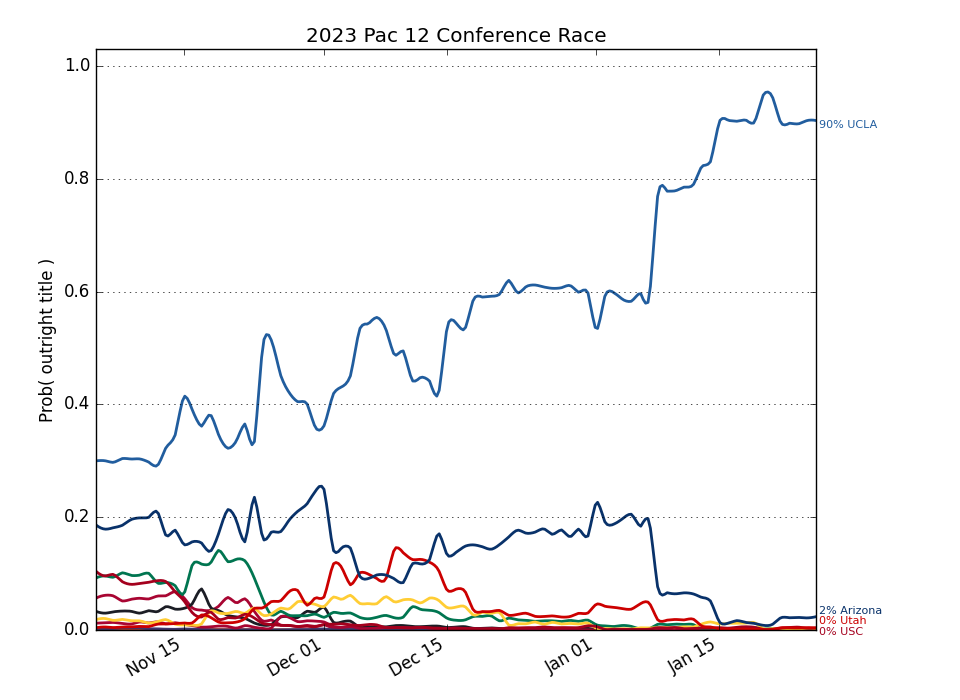 2023 Pac 12 Conference Race
Prob( outright title )
1.0
0.8
0.6
0.4
0.2
0.0
90% UCLA
2% Arizona
0% Utah
0% USC
Nov 15
Dec 01
Dec 15
Jan 01
Jan 15